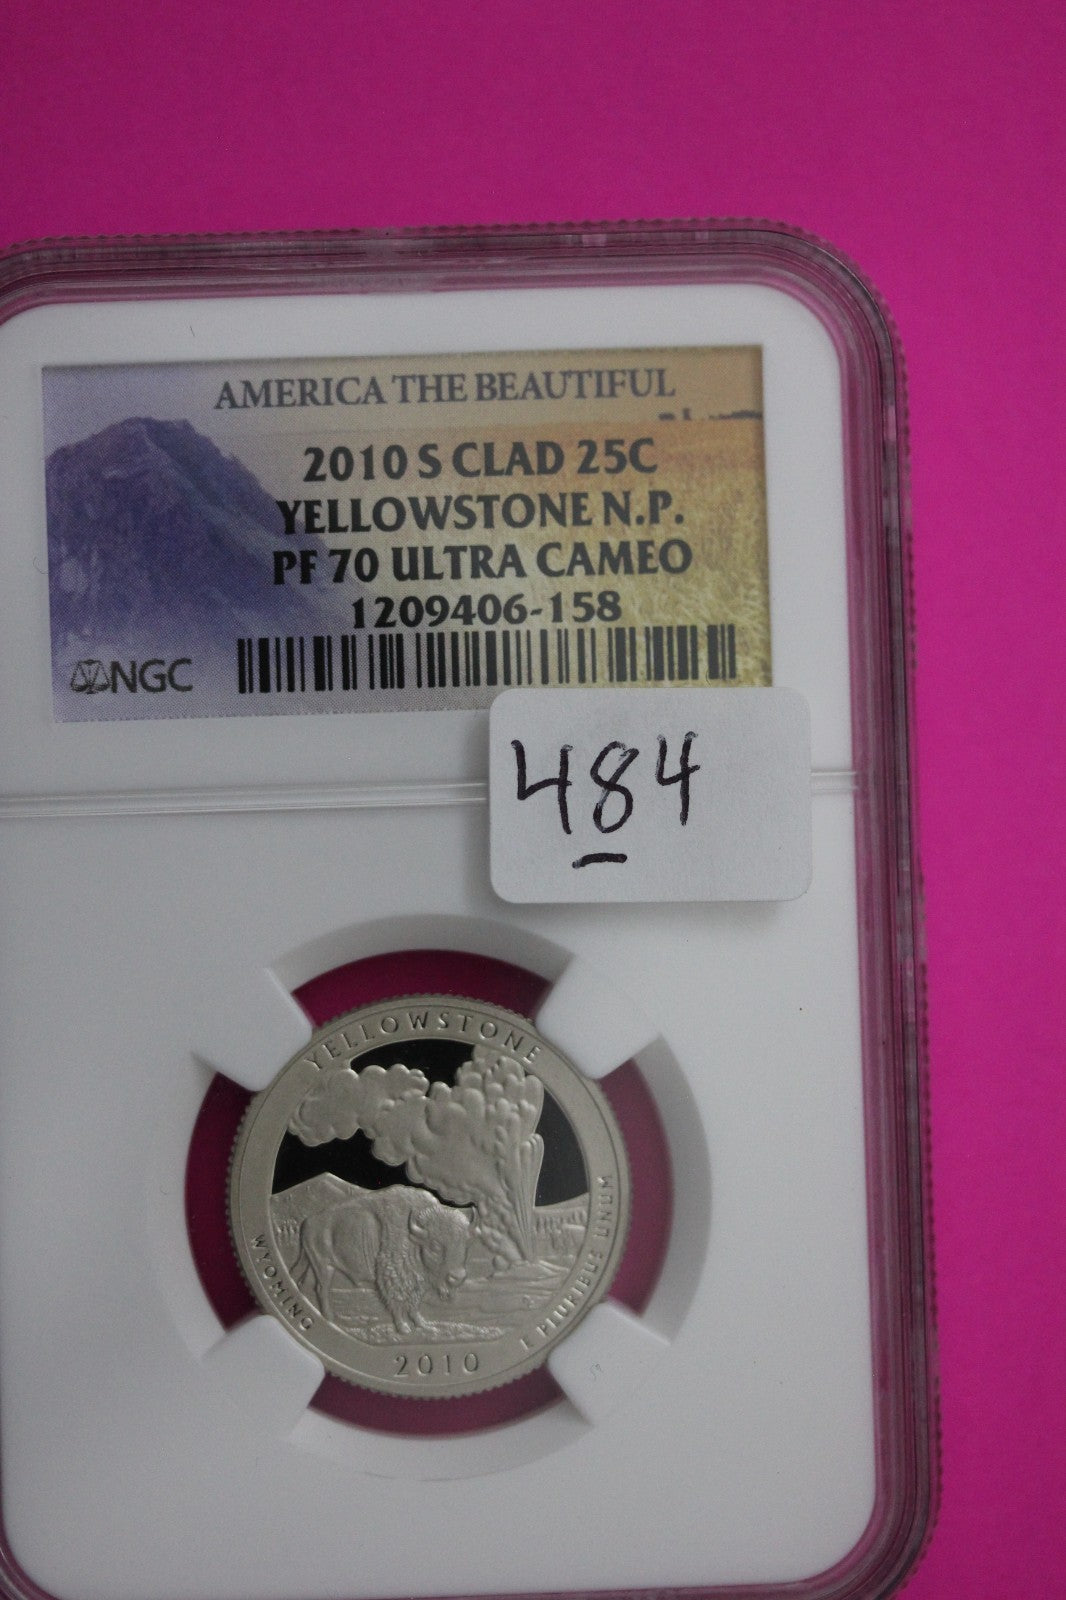 AMERICA THE BEAUTIFUL
2010 S CLAD 25C
YELLOWSTONE N.P.
PF 70 ULTRA CAMEO
1209406-158
NGC
484
YELLOWSTONE
WYOMING
E PLURIBUS UNUM
2010